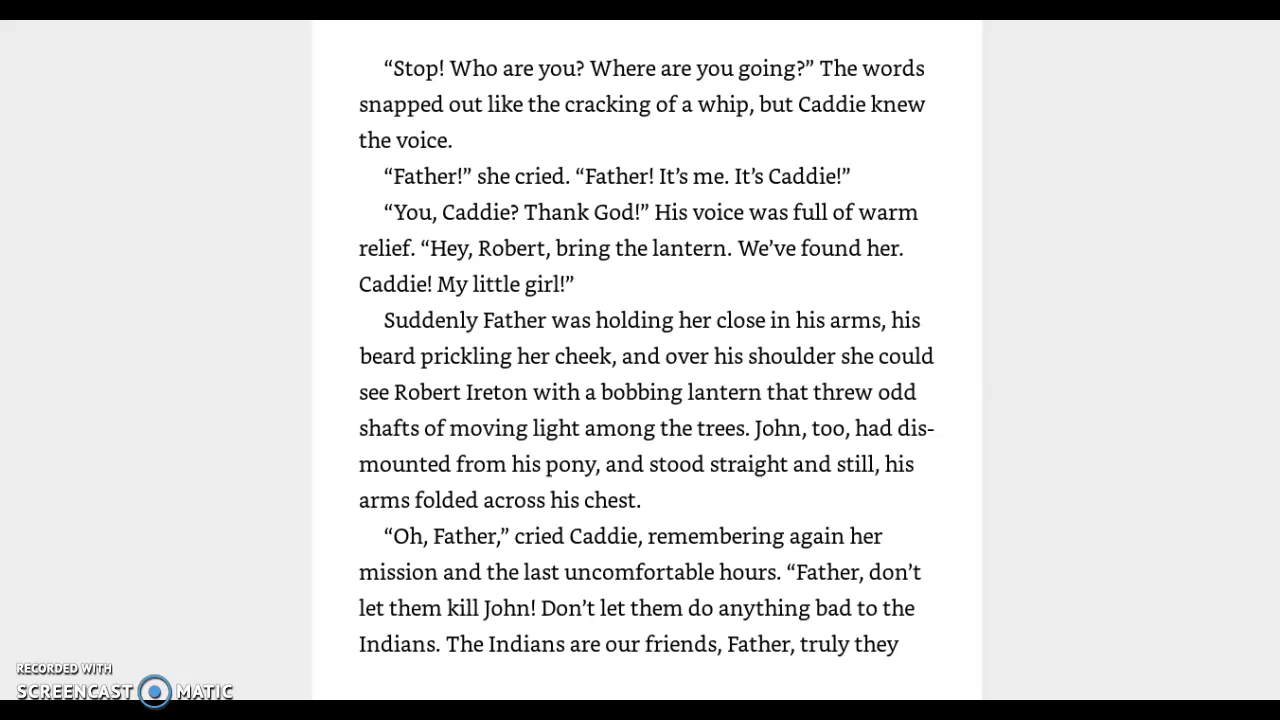 “Stop! Who are you? Where are you going?” The words
snapped out like the cracking of a whip, but Caddie knew
the voice.
“Father!” she cried. “Father! It’s me. It’s Caddie!”
“You, Caddie? Thank God!” His voice was full of warm
relief. “Hey, Robert, bring the lantern. We’ve found her.
Caddie! My little girl!”
Suddenly Father was holding her close in his arms, his
beard prickling her cheek, and over his shoulder she could
see Robert Ireton with a bobbing lantern that threw odd
shafts of moving light among the trees. John, too, had dis-
mounted from his pony, and stood straight and still, his
arms folded across his chest.
“Oh, Father,” cried Caddie, remembering again her
mission and the last uncomfortable hours. “Father, don’t
let them kill John! Don’t let them do anything bad to the
Indians. The Indians are our friends, Father, truly they
RECORDED WITH
SCREENCAST MATIC